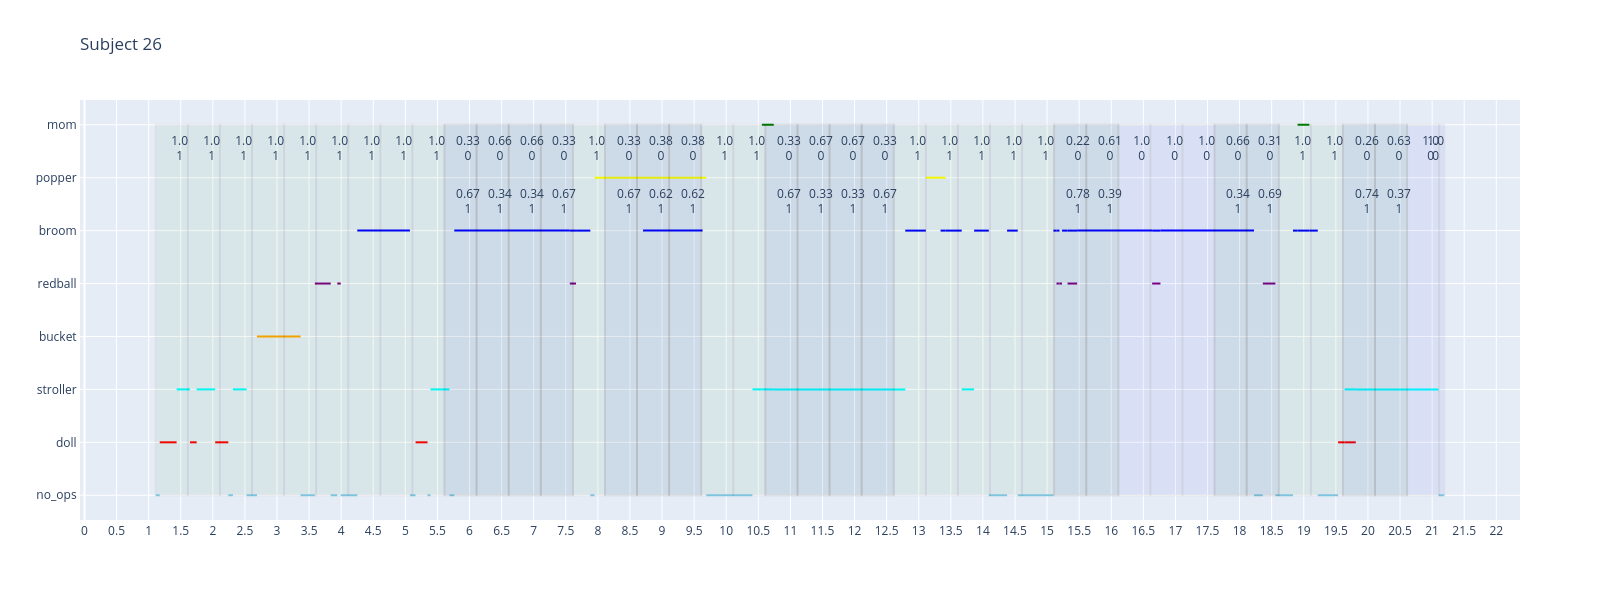 Subject 26
mom
1.0 1.0 1.0 1.0 1.0 1.0 1.0 1.0 1.0 0.33 0.66 0.66 0.33 1.0 0.33 0.38 0.38 1.0 1.0 0.33 0.67 0.67 0.33 1.0 1.0 1.0 1.0 1.0 0.22 0.61 1.0 1.0 1.0 0.66 0.31 1.0 1.0 0.26 0.63 1.0 1.0
1 1 1 1 1 1 1 1 1 0 0 0 0 1 0 0 0 1 1 0 0 0 0 1 1 1 1 1 0 0 0 0 0 0 0 1 1 0 0 0 0
popper
0.67 0.34 0.34 0.67 0.67 0.62 0.62 0.67 0.33 0.33 0.67 0.78 0.39 0.34 0.69 0.74 0.37
1 1 1 1 1 1 1 1 1 1 1 1 1 1 1 1 1
broom
redball
bucket
stroller
doll
no_ops
0 0.5 1 1.5 2 2.5 3 3.5 4 4.5 5 5.5 6 6.5 7 7.5 8 8.5 9 9.5 10 10.5 11 11.5 12 12.5 13 13.5 14 14.5 15 15.5 16 16.5 17 17.5 18 18.5 19 19.5 20 20.5 21 21.5 22